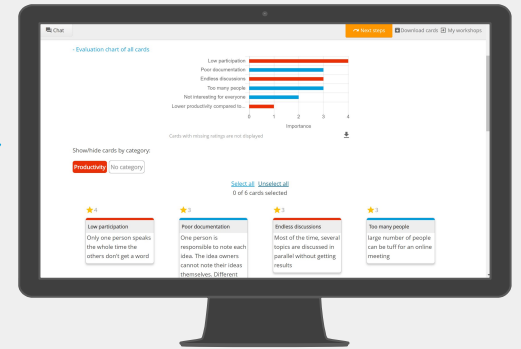 Chat
Next steps
Download cards
My workshops
- Evaluation chart of all cards
Low participation
Poor documentation
Endless discussions
Too many people
Not interesting for everyone
Lower productivity compared to...
0 1 2 3 4
Importance
Cards with missing ratings are not displayed
Show/hide cards by category:
Productivity No category
Select all Unselect all
0 of 6 cards selected
4
Low participation
Only one person speaks
the whole time the
others don't get a word
3
Poor documentation
One person is
responsible to note each
idea. The idea owners
cannot note their ideas
themselves. Different
3
Endless discussions
Most of the time, several
topics are discussed in
parallel without getting
results
3
Too many people
large number of people
can be tuff for an online
meeting